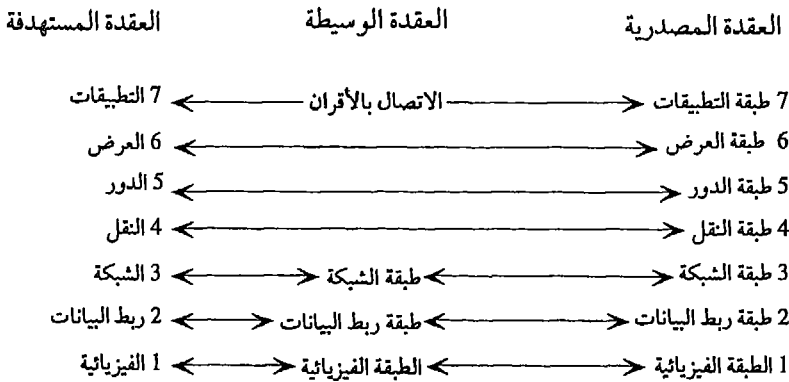 العقدة المصدرية العقدة الوسيطة العقدة المستهدفة
7 طبقة التطبيقات الاتصال بالأقران 7 التطبيقات
6 طبقة العرض 6 العرض
5 طبقة الدور 5 الدور
4 طبقة النقل 4 النقل
3 طبقة الشبكة طبقة الشبكة 3 الشبكة
2 طبقة ربط البيانات طبقة ربط البيانات 2 ربط البيانات
1 الطبقة الفيزيائية الطبقة الفيزيائية 1 الفيزيائية